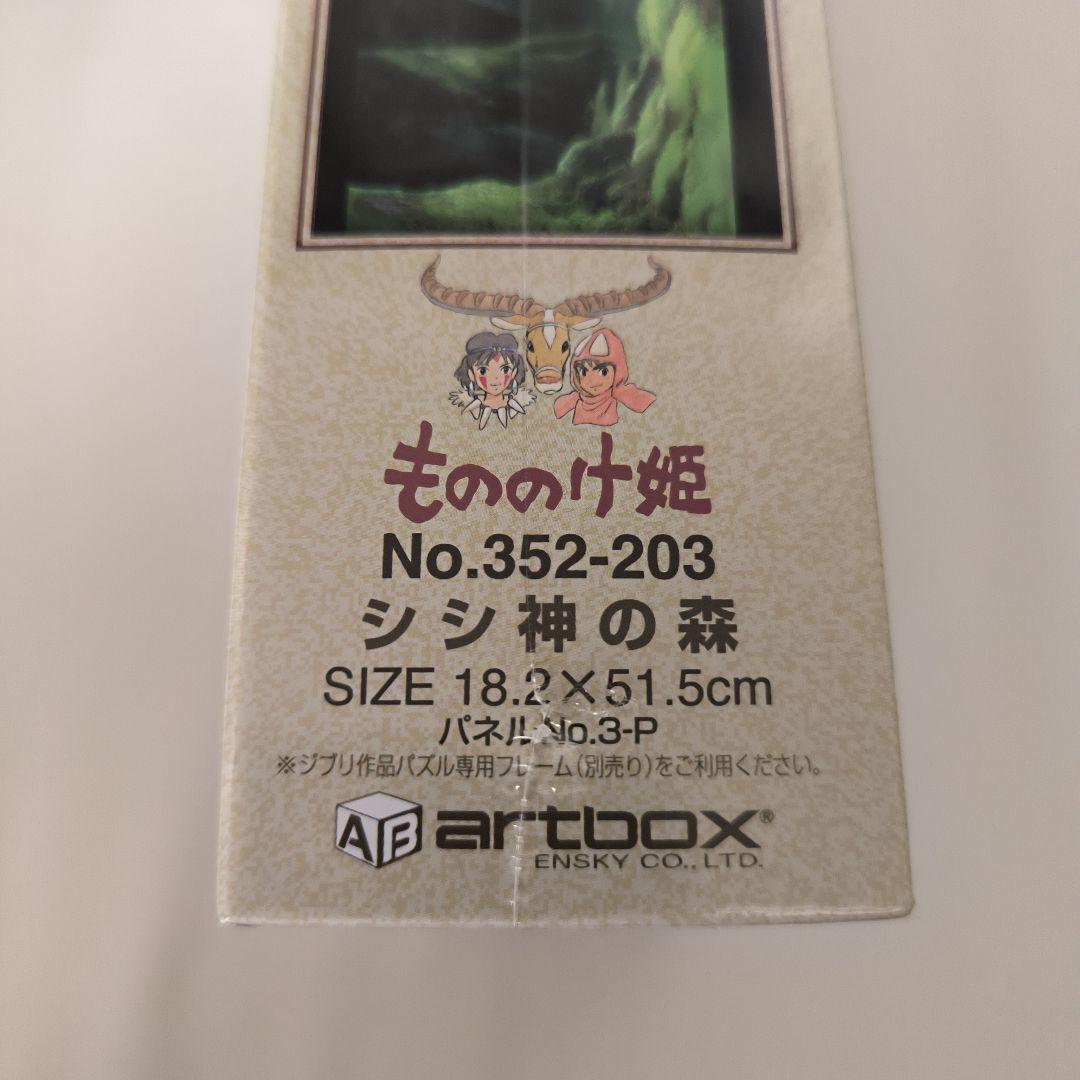 もののけ姫
No.352-203
シシ神の森
SIZE 18.2×51.5cm
パネルNo.3-P
※ジブリ作品パズル専用フレーム(別売り)をご利用ください。
AB artbox®
ENSKY CO., LTD.